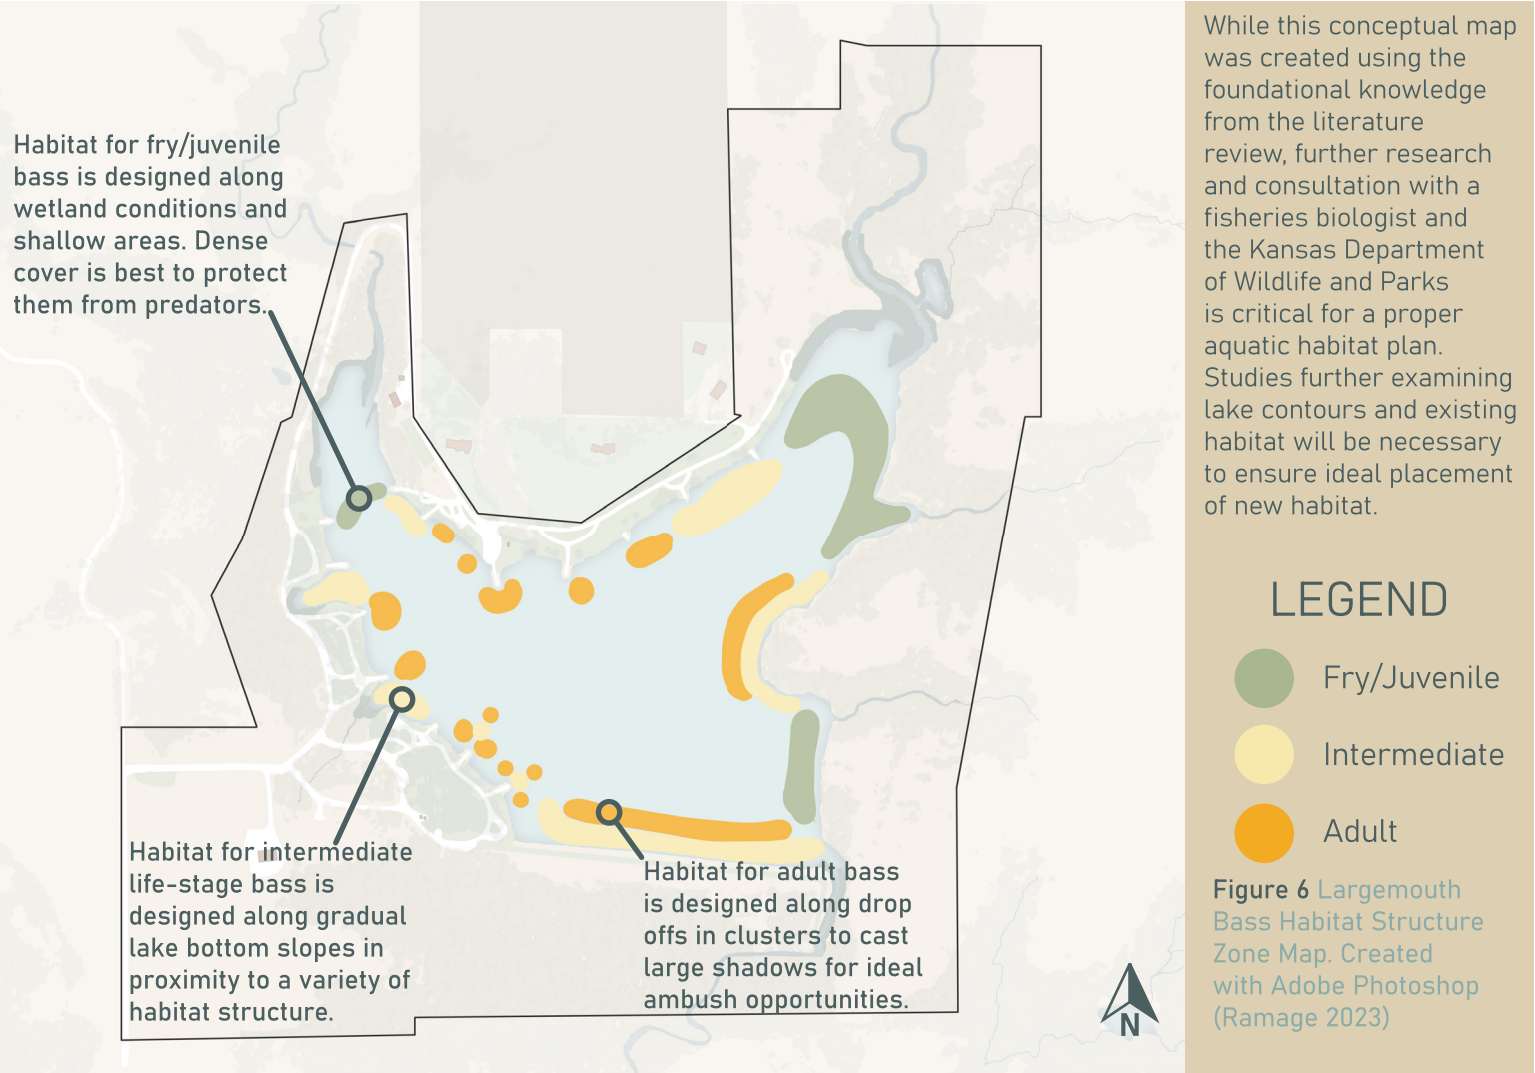 Habitat for fry/juvenile
bass is designed along
wetland conditions and
shallow areas. Dense
cover is best to protect
them from predators.
Habitat for intermediate
life-stage bass is
designed along gradual
lake bottom slopes in
proximity to a variety of
habitat structure.
Habitat for adult bass
is designed along drop
offs in clusters to cast
large shadows for ideal
ambush opportunities.
N
While this conceptual map
was created using the
foundational knowledge
from the literature
review, further research
and consultation with a
fisheries biologist and
the Kansas Department
of Wildlife and Parks
is critical for a proper
aquatic habitat plan.
Studies further examining
lake contours and existing
habitat will be necessary
to ensure ideal placement
of new habitat.
LEGEND
Fry/Juvenile
Intermediate
Adult
Figure 6 Largemouth
Bass Habitat Structure
Zone Map. Created
with Adobe Photoshop
(Ramage 2023)